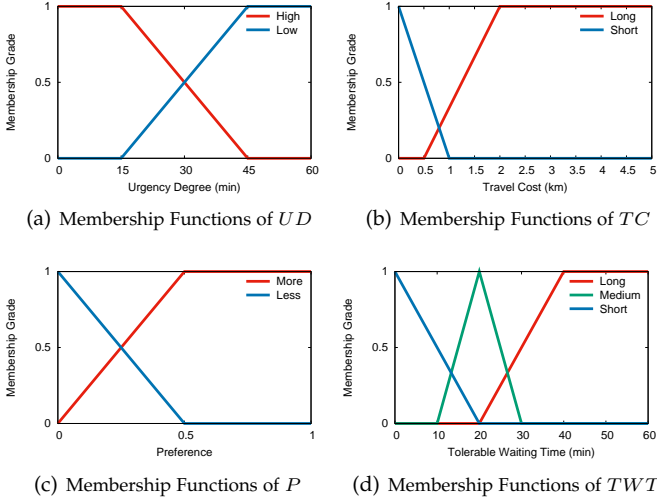 1
0.5
0
Membership Grade
High
Low
0 15 30 45 60
Urgency Degree (min)
(a) Membership Functions of UD
1
0.5
0
Membership Grade
Long
Short
0 0.5 1 1.5 2 2.5 3 3.5 4 4.5 5
Travel Cost (km)
(b) Membership Functions of TC
1
0.5
0
Membership Grade
More
Less
0 0.5 1
Preference
(c) Membership Functions of P
1
0.5
0
Membership Grade
Long
Medium
Short
0 10 20 30 40 50 60
Tolerable Waiting Time (min)
(d) Membership Functions of TWT